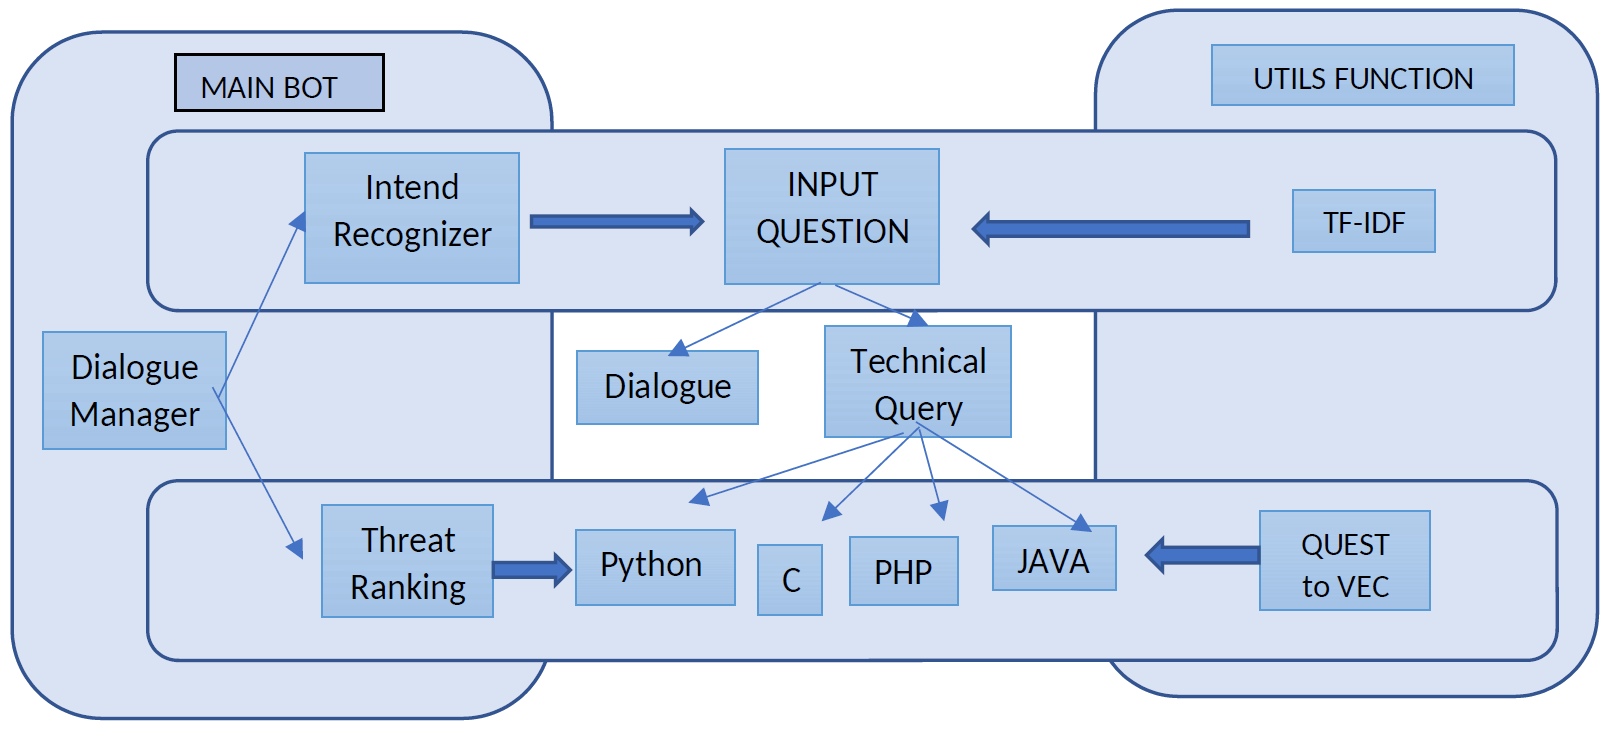 MAIN BOT
UTILS FUNCTION
Intend
Recognizer
INPUT
QUESTION
TF-IDF
Dialogue
Manager
Dialogue
Technical
Query
Threat
Ranking
Python
C
PHP
JAVA
QUEST
to VEC